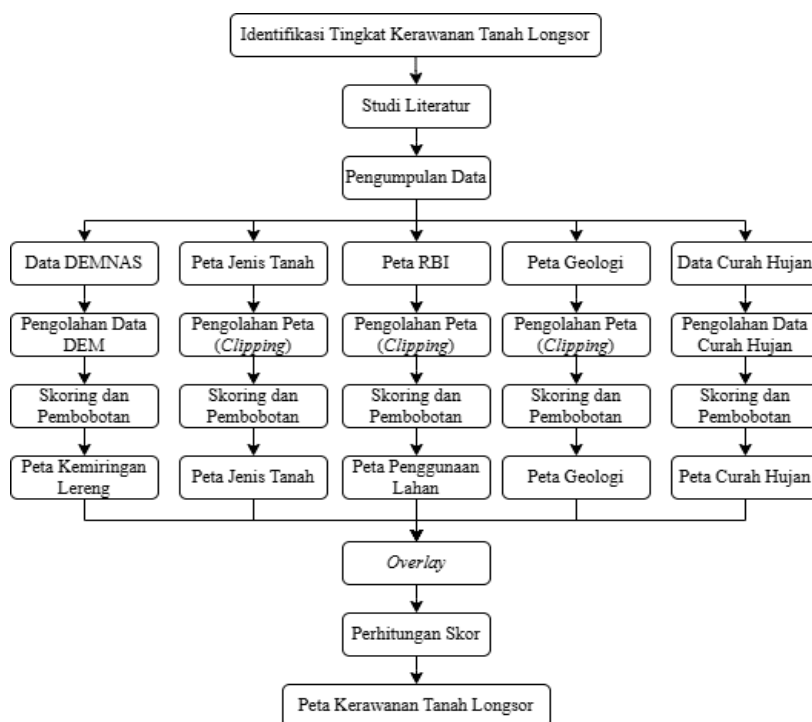 Identifikasi Tingkat Kerawanan Tanah Longsor
Studi Literatur
Pengumpulan Data
Data DEMNAS
Peta Jenis Tanah
Peta RBI
Peta Geologi
Data Curah Hujan
Pengolahan Data
DEM
Pengolahan Peta
(Clipping)
Pengolahan Peta
(Clipping)
Pengolahan Peta
(Clipping)
Pengolahan Data
Curah Hujan
Skoring dan
Pembobotan
Skoring dan
Pembobotan
Skoring dan
Pembobotan
Skoring dan
Pembobotan
Skoring dan
Pembobotan
Peta Kemiringan
Lereng
Peta Jenis Tanah
Peta Penggunaan
Lahan
Peta Geologi
Peta Curah Hujan
Overlay
Perhitungan Skor
Peta Kerawanan Tanah Longsor